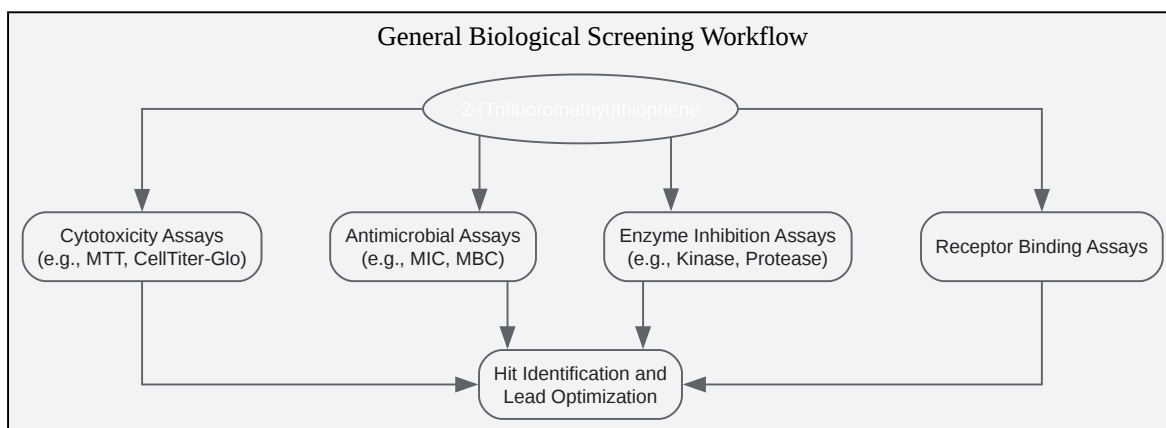 General Biological Screening Workflow
2-(Trifluoromethyl)thiophene
Cytotoxicity Assays
(e.g., MTT, CellTiter-Glo)
Antimicrobial Assays
(e.g., MIC, MBC)
Enzyme Inhibition Assays
(e.g., Kinase, Protease)
Receptor Binding Assays
Hit Identification and
Lead Optimization